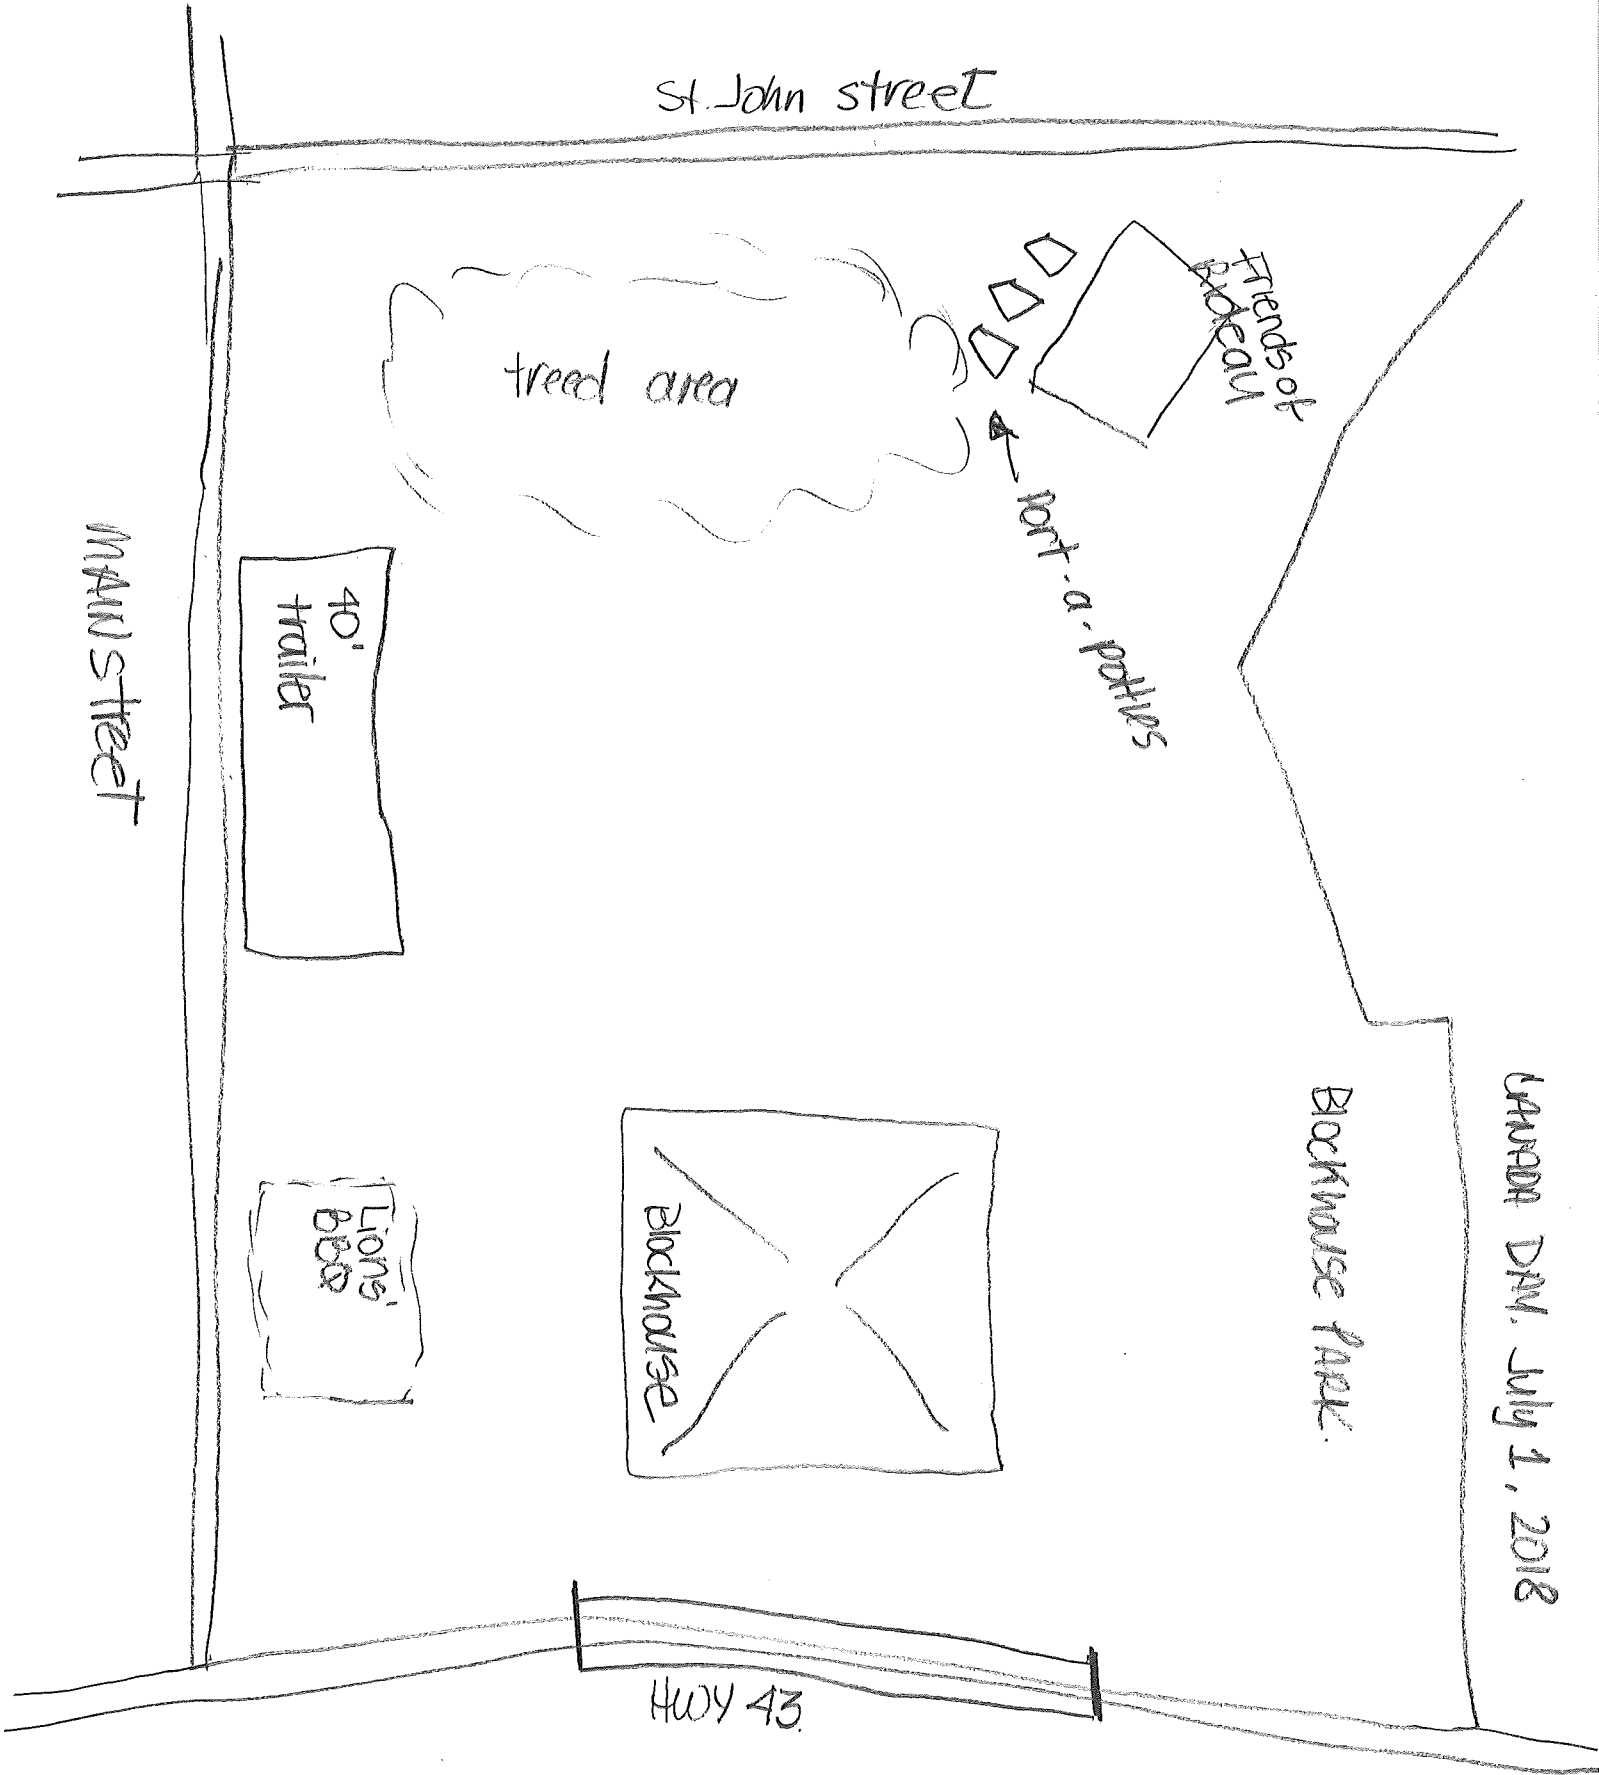 St. John street
Friends of
Rideau
treed area
Port-a-potties
MAIN Street
40'
trailer
CANADA DAY. July 1, 2018
Blockhouse PARK.
Lions'
BBQ
Blockhouse
HWY 43.